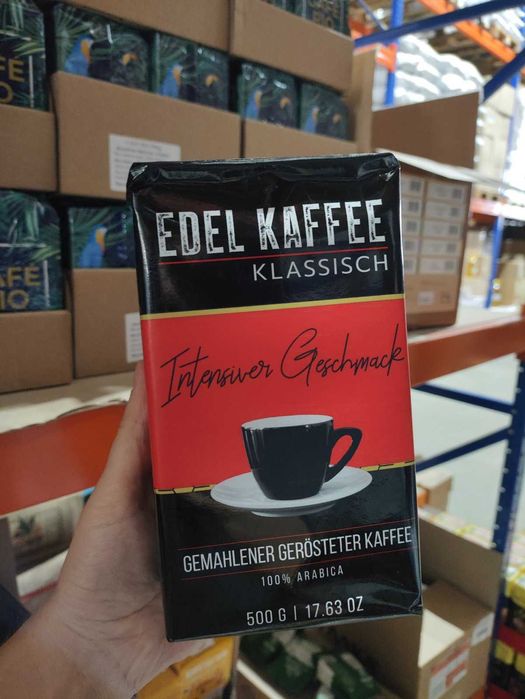 EDEL KAFFEE
KLASSISCH
Intensiver Geschmack
GEMAHLENER GERÖSTETER KAFFEE
100% ARABICA
500 G | 17.63 OZ